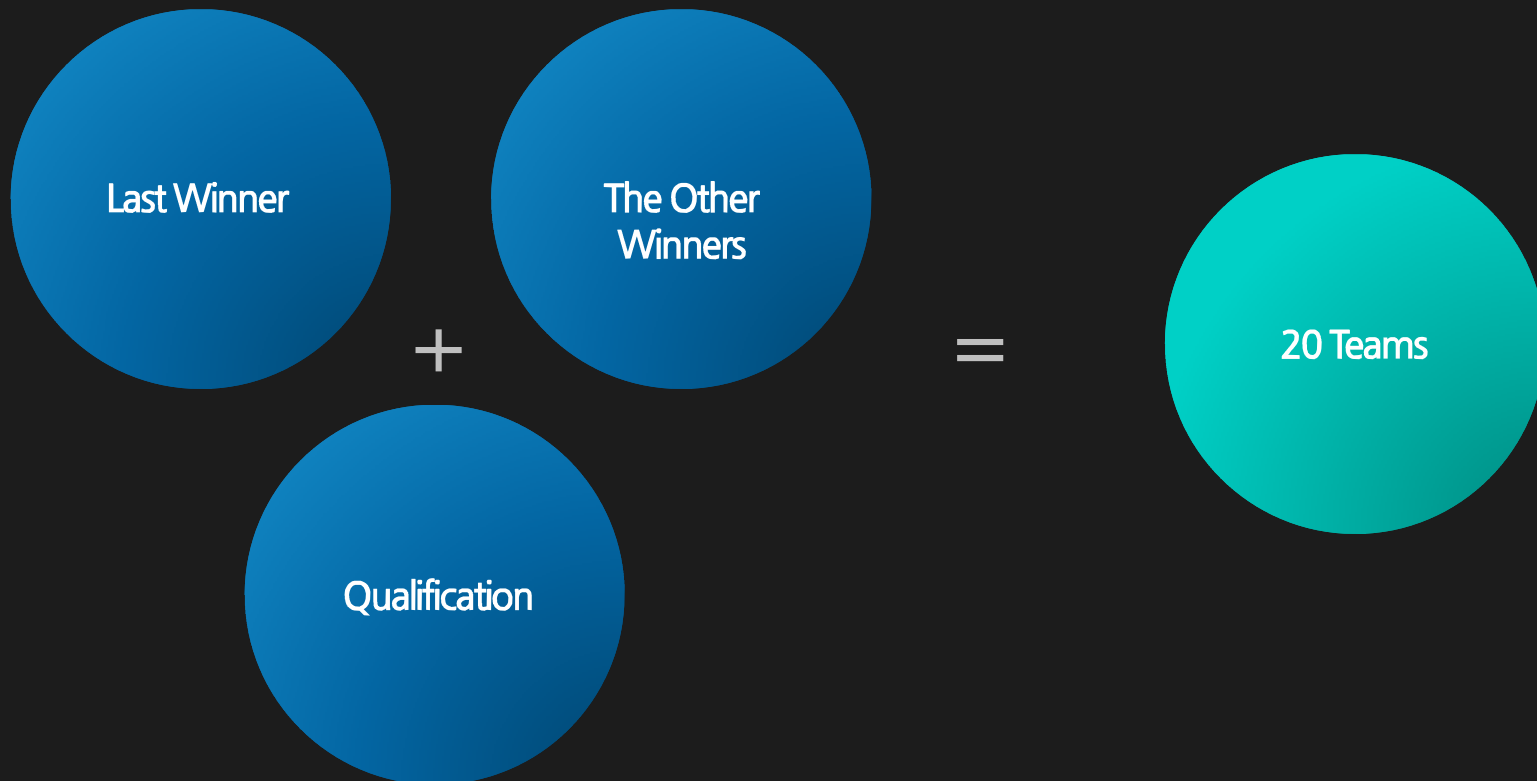 Last Winner
The Other
Winners
+
=
20 Teams
Qualification